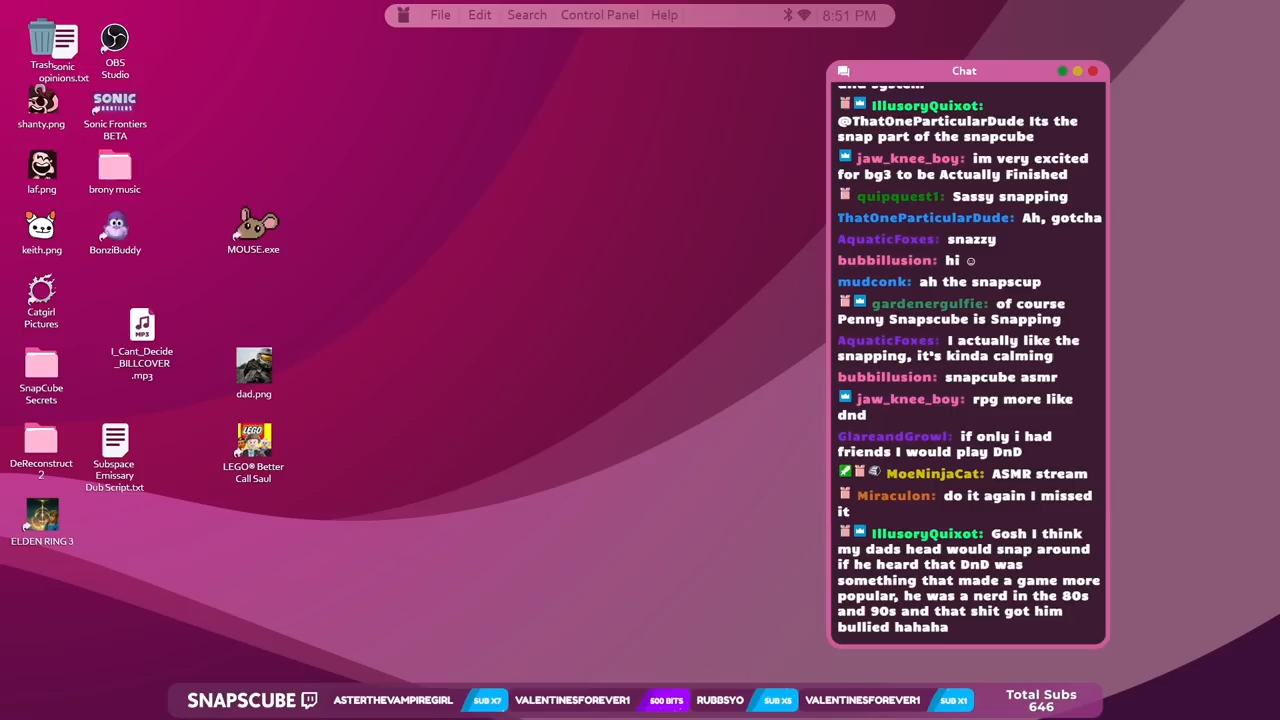 File Edit Search Control Panel Help 8:51 PM
Trash
sonic
opinions.txt
OBS
Studio
shanty.png
SONIC
FRONTIERS
Sonic Frontiers
BETA
laf.png
brony music
keith.png
BonziBuddy
MOUSE.exe
Catgirl
Pictures
MP3
I_Cant_Decide
_BILLCOVER
.mp3
SnapCube
Secrets
dad.png
DeReconstruct
2
Subspace
Emissary
Dub Script.txt
LEGO
LEGO® Better
Call Saul
ELDEN RING 3
Chat
and system
IllusoryQuixot:
@ThatOneParticularDude Its the
snap part of the snapcube
jaw_knee_boy: im very excited
for bg3 to be Actually Finished
quipquest1: Sassy snapping
ThatOneParticularDude: Ah, gotcha
AquaticFoxes: snazzy
bubbillusion: hi ☺
mudconk: ah the snapscup
gardenergulfie: of course
Penny Snapscube is Snapping
AquaticFoxes: I actually like the
snapping, it's kinda calming
bubbillusion: snapcube asmr
jaw_knee_boy: rpg more like
dnd
GlareandGrowl: if only i had
friends I would play DnD
MoeNinjaCat: ASMR stream
Miraculon: do it again I missed
it
IllusoryQuixot: Gosh I think
my dads head would snap around
if he heard that DnD was
something that made a game more
popular, he was a nerd in the 80s
and 90s and that shit got him
bullied hahaha
SNAPSCUBE ASTERTHEVAMPIREGIRL SUB X7 VALENTINESFOREVER1 500 BITS RUBBSYO SUB X5 VALENTINESFOREVER1 SUB X1
Total Subs
646